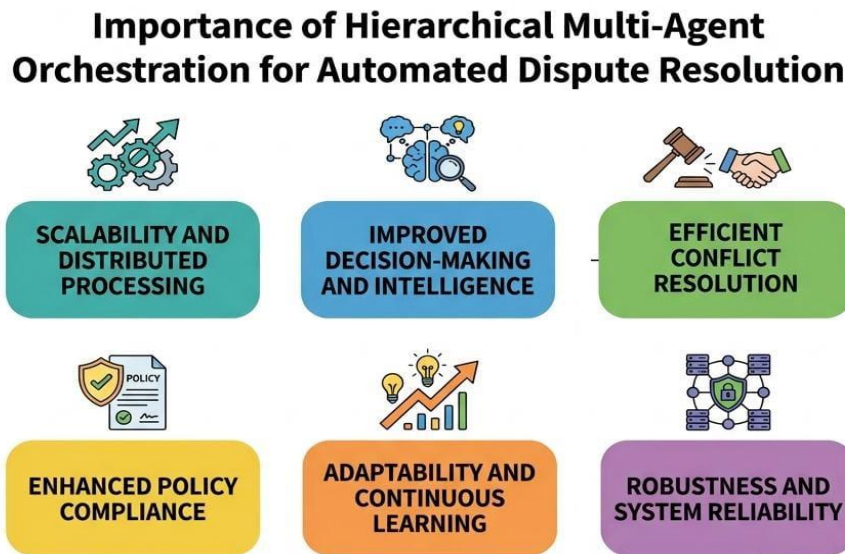 Importance of Hierarchical Multi-Agent
Orchestration for Automated Dispute Resolution
SCALABILITY AND
DISTRIBUTED
PROCESSING
IMPROVED
DECISION-MAKING
AND INTELLIGENCE
EFFICIENT
CONFLICT
RESOLUTION
POLICY
ENHANCED POLICY
COMPLIANCE
ADAPTABILITY AND
CONTINUOUS
LEARNING
ROBUSTNESS AND
SYSTEM RELIABILITY